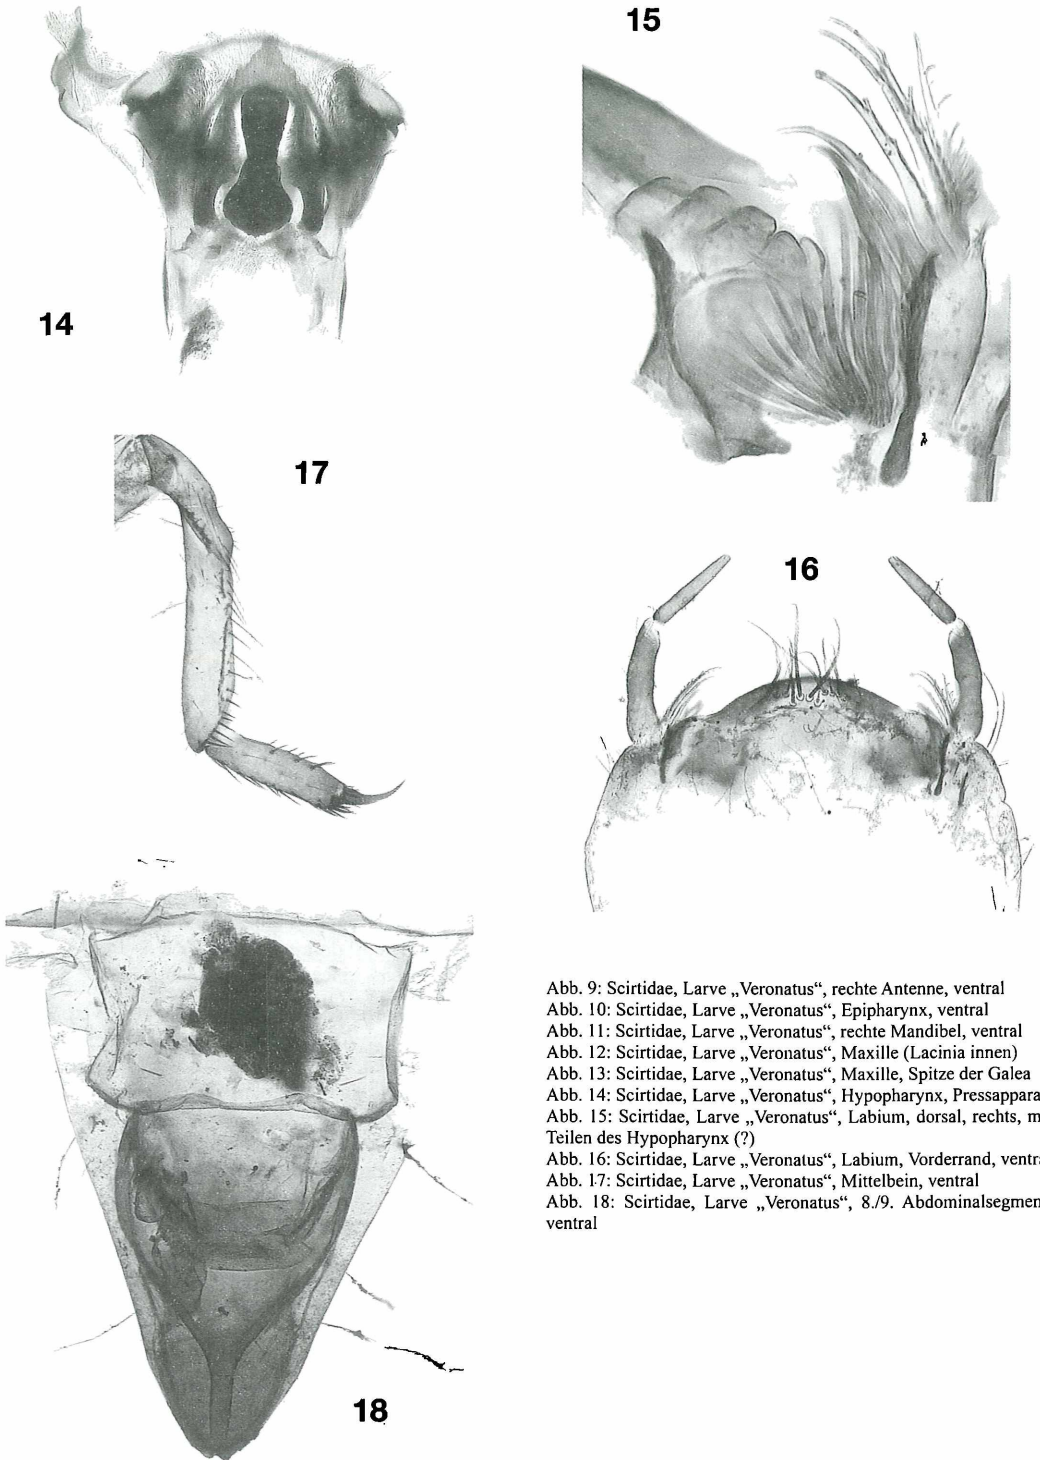 15
14
17
16
18
Abb. 9: Scirtidae, Larve „Veronatus“, rechte Antenne, ventral
Abb. 10: Scirtidae, Larve „Veronatus“, Epipharynx, ventral
Abb. 11: Scirtidae, Larve „Veronatus“, rechte Mandibel, ventral
Abb. 12: Scirtidae, Larve „Veronatus“, Maxille (Lacinia innen)
Abb. 13: Scirtidae, Larve „Veronatus“, Maxille, Spitze der Galea
Abb. 14: Scirtidae, Larve „Veronatus“, Hypopharynx, Pressappara
Abb. 15: Scirtidae, Larve „Veronatus“, Labium, dorsal, rechts, m
Teilen des Hypopharynx (?)
Abb. 16: Scirtidae, Larve „Veronatus“, Labium, Vorderrand, ventr
Abb. 17: Scirtidae, Larve „Veronatus“, Mittelbein, ventral
Abb. 18: Scirtidae, Larve „Veronatus“, 8./9. Abdominalsegmen
ventral